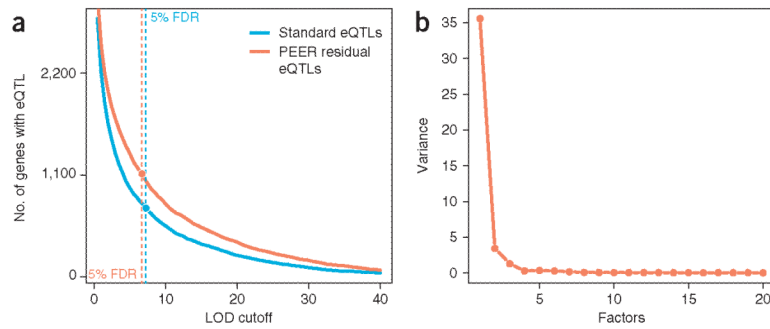 a
5% FDR
Standard eQTLs
PEER residual
eQTLs
No. of genes with eQTL
2,200
1,100
0
5% FDR
0 10 20 30 40
LOD cutoff
b
Variance
35
30
25
20
15
10
5
0
5 10 15 20
Factors